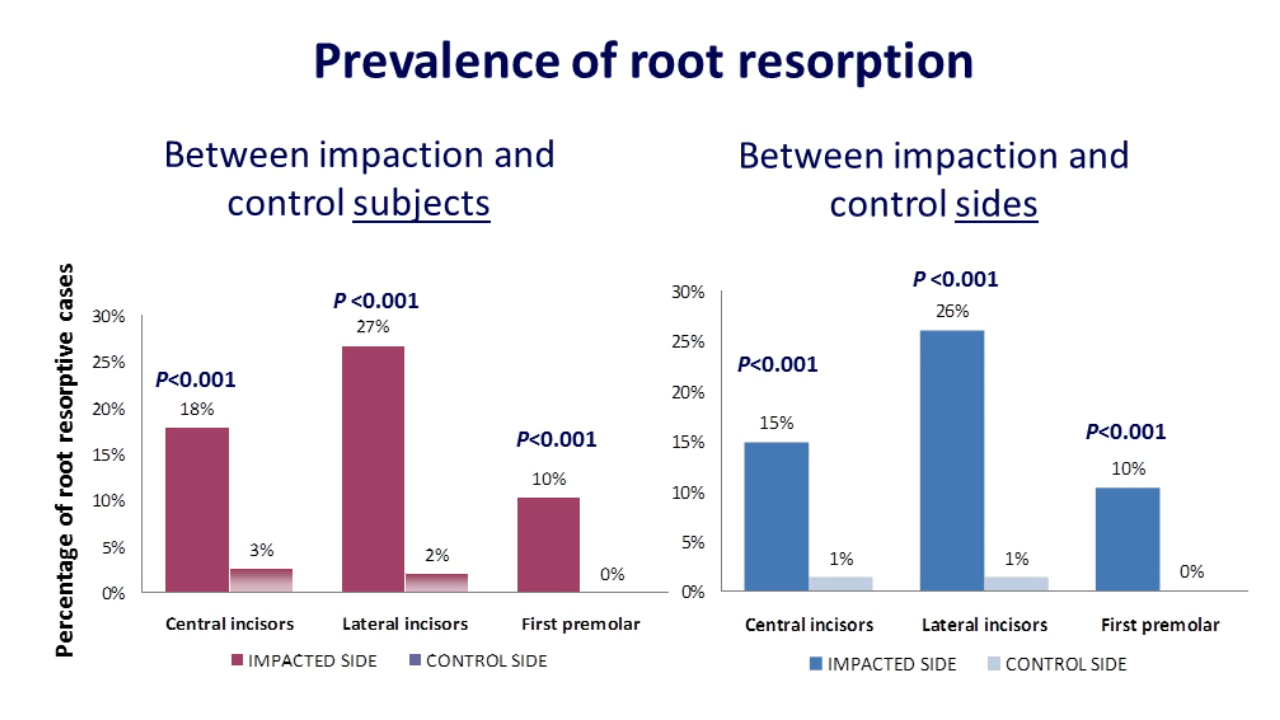 Prevalence of root resorption
Between impaction and
control subjects
Percentage of root resorptive cases
30%
25%
20%
15%
10%
5%
0%
P<0.001
18%
3%
P <0.001
27%
2%
P<0.001
10%
0%
Central incisors
Lateral incisors
First premolar
IMPACTED SIDE
CONTROL SIDE
Between impaction and
control sides
30%
25%
20%
15%
10%
5%
0%
P<0.001
15%
1%
P <0.001
26%
1%
P<0.001
10%
0%
Central incisors
Lateral incisors
First premolar
IMPACTED SIDE
CONTROL SIDE